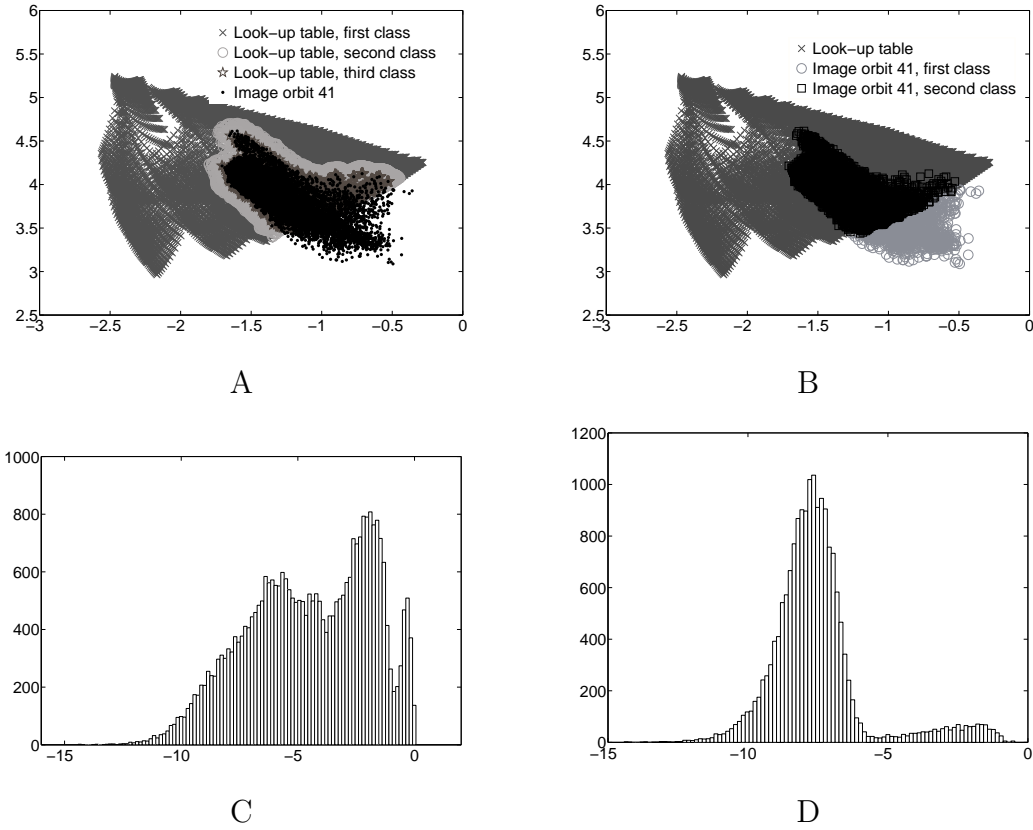 6
5.5
5
4.5
4
3.5
3
2.5
−3 −2.5 −2 −1.5 −1 −0.5 0
Look−up table, first class
Look−up table, second class
Look−up table, third class
Image orbit 41
A
6
5.5
5
4.5
4
3.5
3
2.5
−3 −2.5 −2 −1.5 −1 −0.5 0
Look−up table
Image orbit 41, first class
Image orbit 41, second class
B
1000
800
600
400
200
0
−15 −10 −5 0
C
1200
1000
800
600
400
200
0
−15 −10 −5 0
D